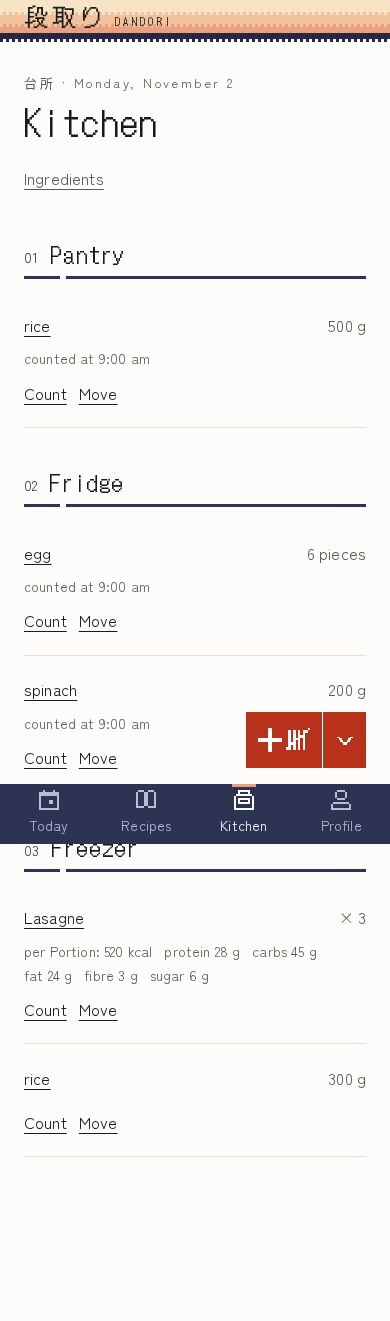 段取り DANDORI
台所 · Monday, November 2
Kitchen
Ingredients
01 Pantry
rice 500 g
counted at 9:00 am
Count Move
02 Fridge
egg 6 pieces
counted at 9:00 am
Count Move
spinach 200 g
counted at 9:00 am
Count Move
Today Recipes Kitchen Profile
03 Freezer
Lasagne × 3
per Portion: 520 kcal protein 28 g carbs 45 g
fat 24 g fibre 3 g sugar 6 g
Count Move
rice 300 g
Count Move